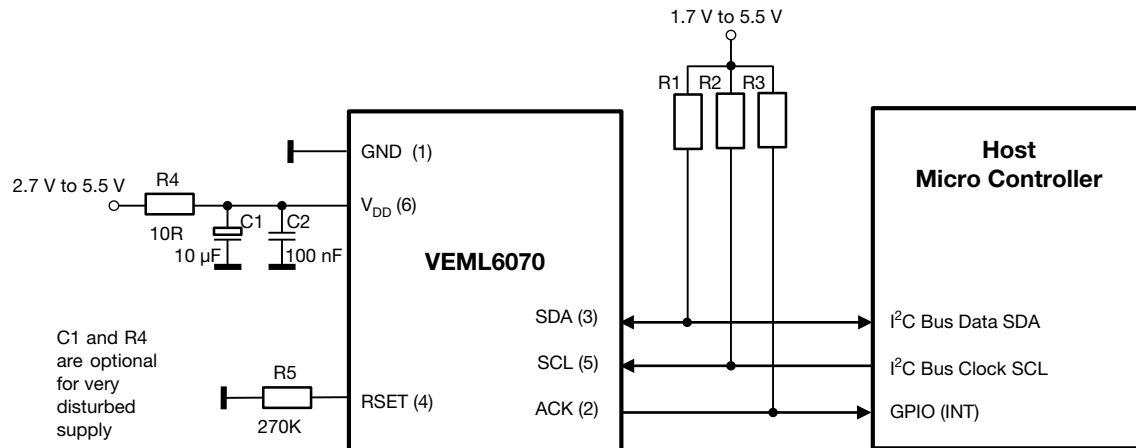 1.7 V to 5.5 V
R1 R2 R3
GND (1)
2.7 V to 5.5 V
R4
10R
V_DD (6)
C1
10 µF
C2
100 nF
VEML6070
Host
Micro Controller
SDA (3)
I²C Bus Data SDA
SCL (5)
I²C Bus Clock SCL
ACK (2)
GPIO (INT)
C1 and R4
are optional
for very
disturbed
supply
R5
270K
RSET (4)